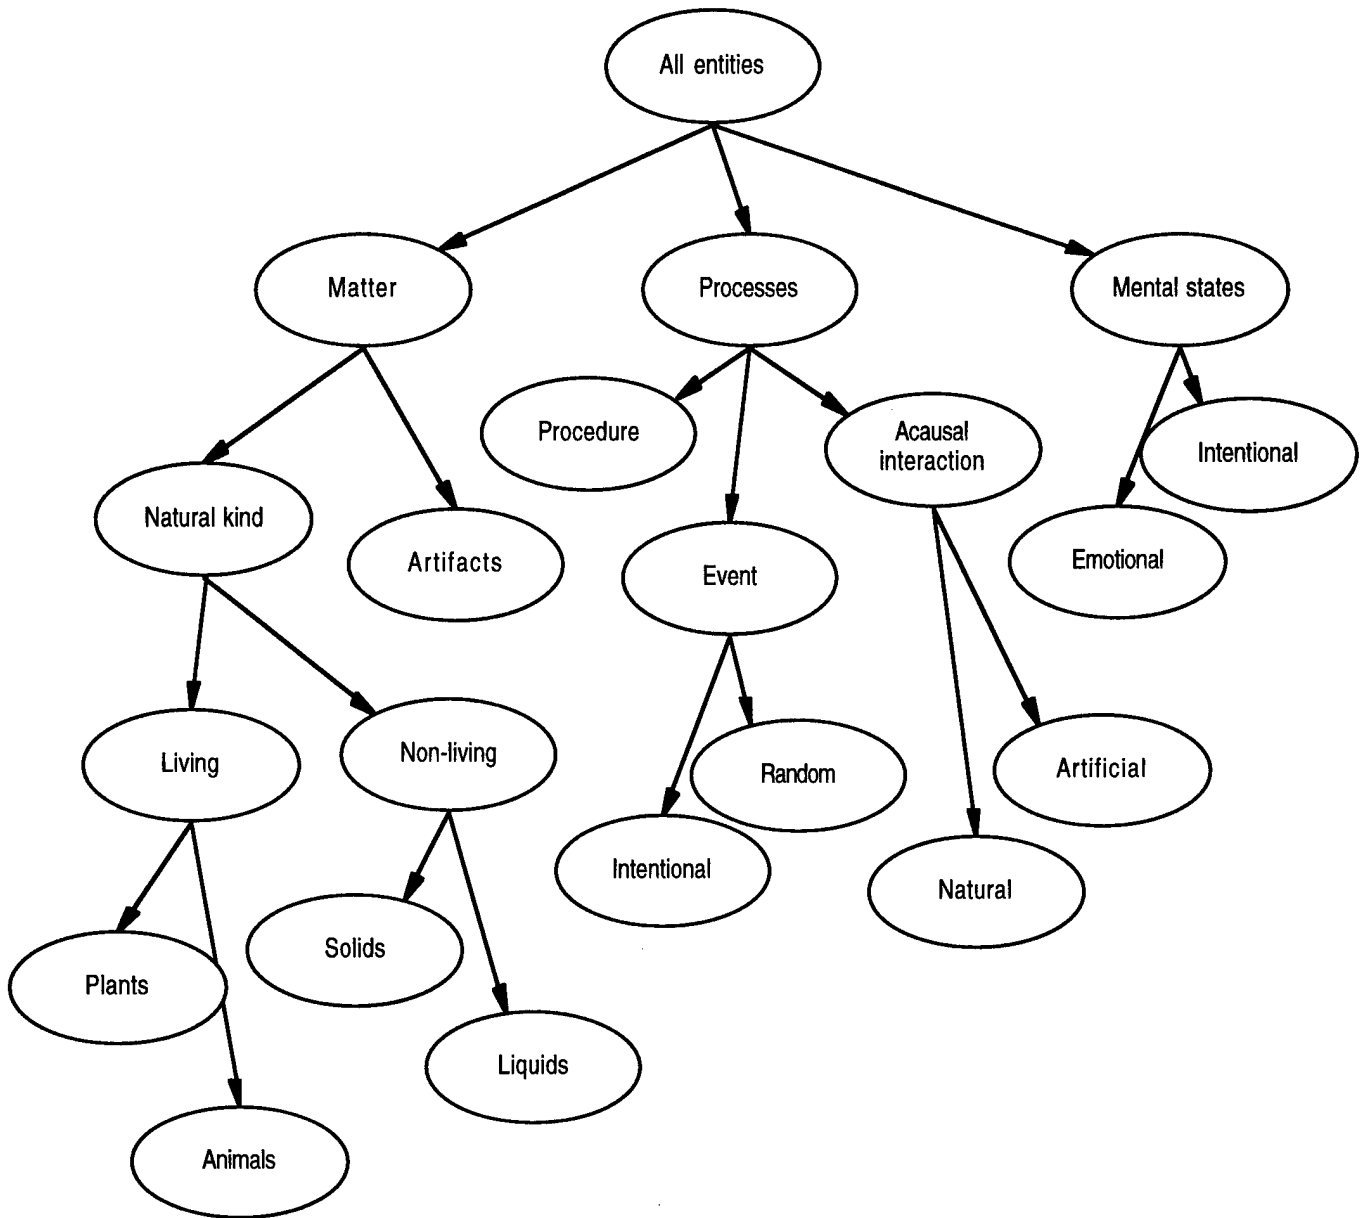 All entities
Matter
Processes
Mental states
Procedure
Acausal
interaction
Intentional
Natural kind
Artifacts
Event
Emotional
Living
Non-living
Random
Artificial
Intentional
Natural
Plants
Solids
Liquids
Animals